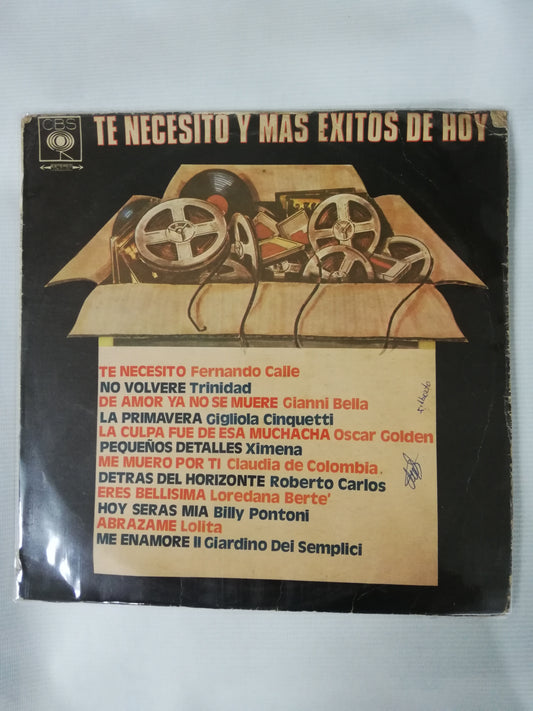 CBS
TE NECESITO Y MAS EXITOS DE HOY
TE NECESITO Fernando Calle
NO VOLVERE Trinidad
DE AMOR YA NO SE MUERE Gianni Bella
LA PRIMAVERA Gigliola Cinquetti
LA CULPA FUE DE ESA MUCHACHA Oscar Golden
PEQUEÑOS DETALLES Ximena
ME MUERO POR TI Claudia de Colombia
DETRAS DEL HORIZONTE Roberto Carlos
ERES BELLISIMA Loredana Berte'
HOY SERAS MIA Billy Pontoni
ABRAZAME Lolita
ME ENAMORE Il Giardino Dei Semplici